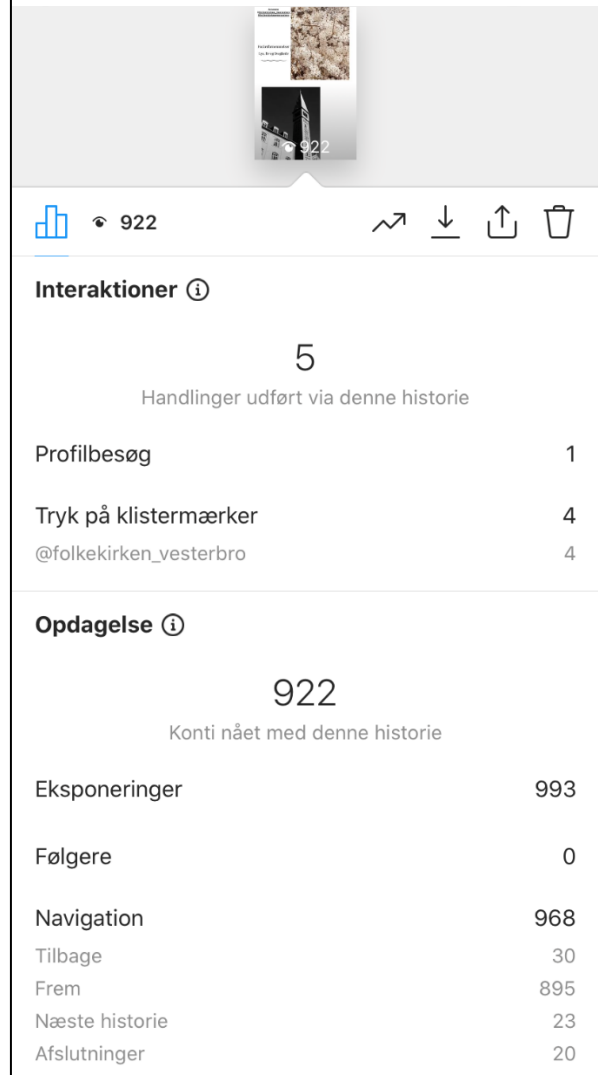 922
922
Interaktioner
5
Handlinger udført via denne historie
Profilbesøg 1
Tryk på klistermærker 4
@folkekirken_vesterbro 4
Opdagelse
922
Konti nået med denne historie
Eksponeringer 993
Følgere 0
Navigation 968
Tilbage 30
Frem 895
Næste historie 23
Afslutninger 20